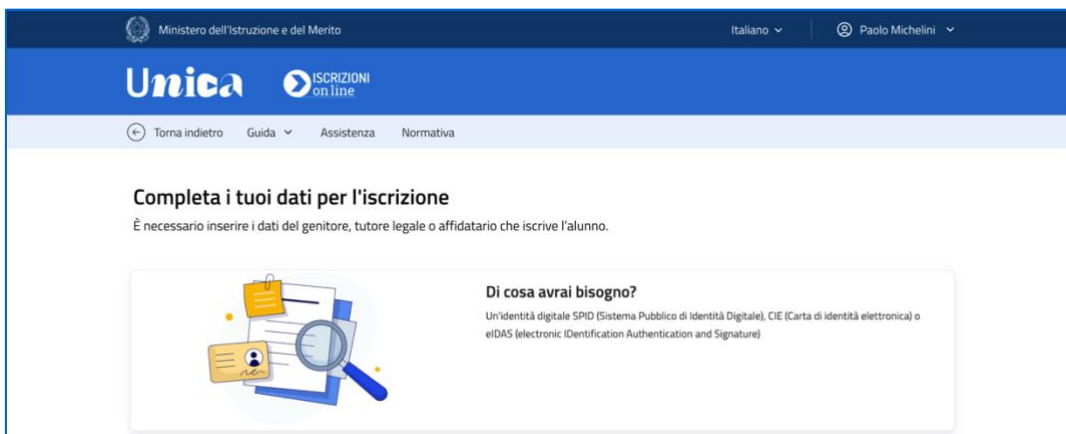 Ministero dell'Istruzione e del Merito
Italiano
Paolo Michelini
Unica
ISCRIZIONI
on line
Torna indietro
Guida
Assistenza
Normativa
Completa i tuoi dati per l'iscrizione
È necessario inserire i dati del genitore, tutore legale o affidatario che iscrive l'alunno.
Di cosa avrai bisogno?
Un'identità digitale SPID (Sistema Pubblico di Identità Digitale), CIE (Carta di identità elettronica) o
eIDAS (electronic IDentification Authentication and Signature)